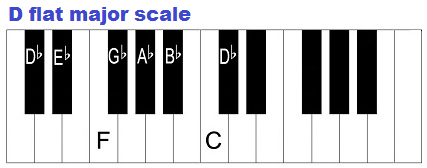 D flat major scale
D♭ E♭ G♭ A♭ B♭ D♭
F C